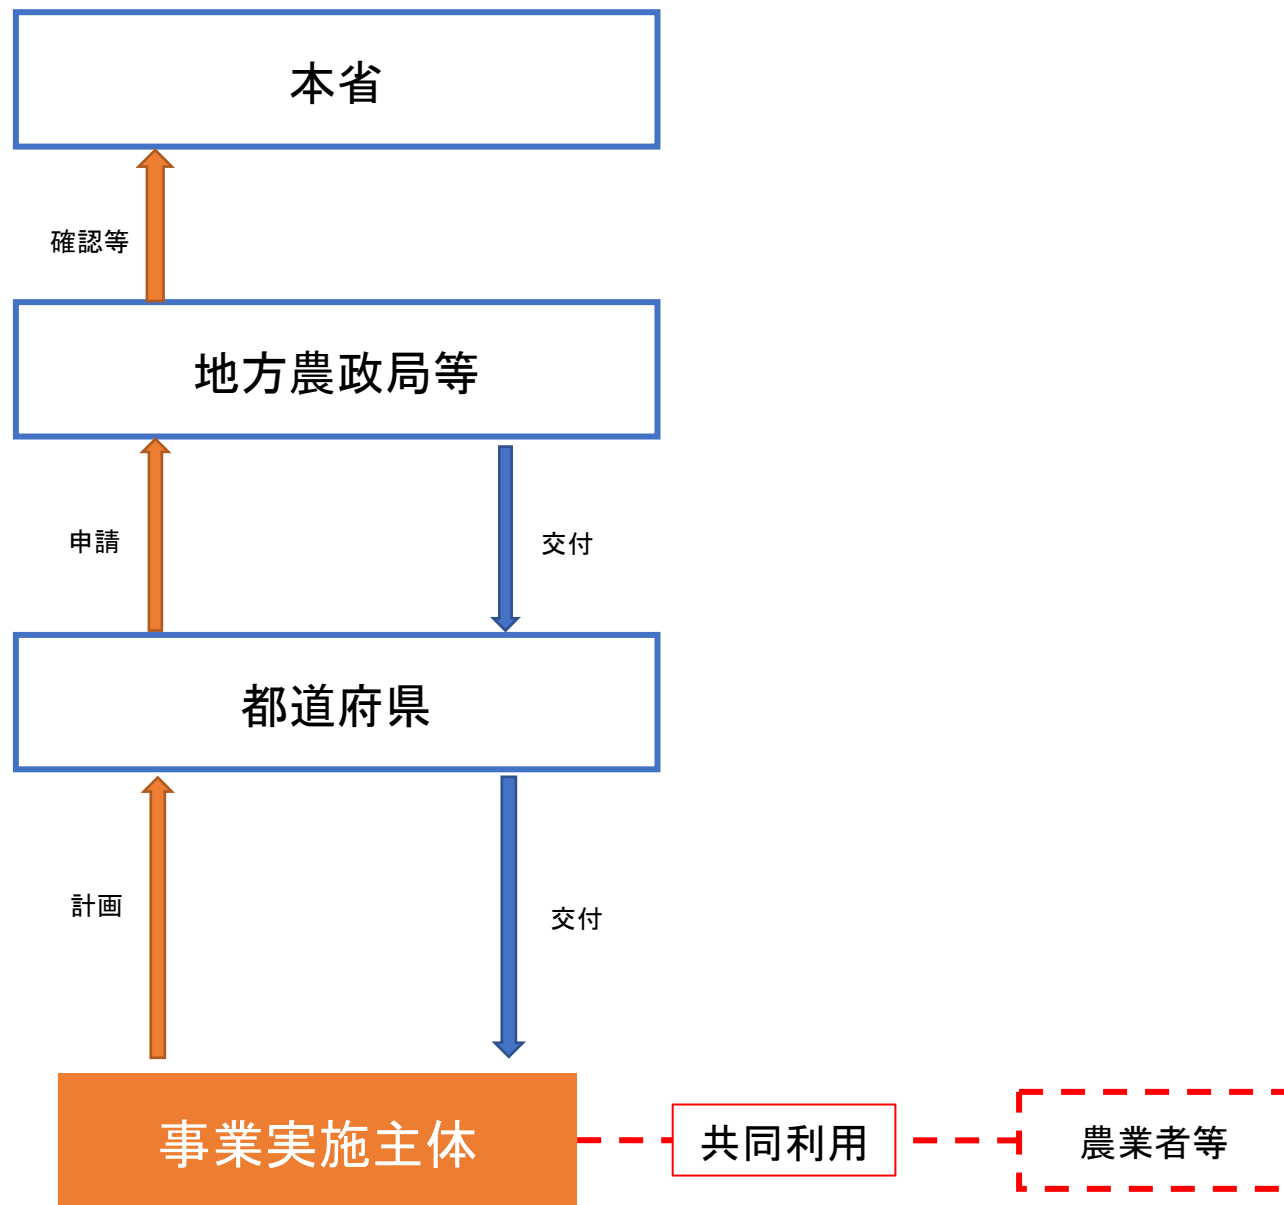 本省
確認等
地方農政局等
申請
交付
都道府県
計画
交付
事業実施主体
共同利用
農業者等